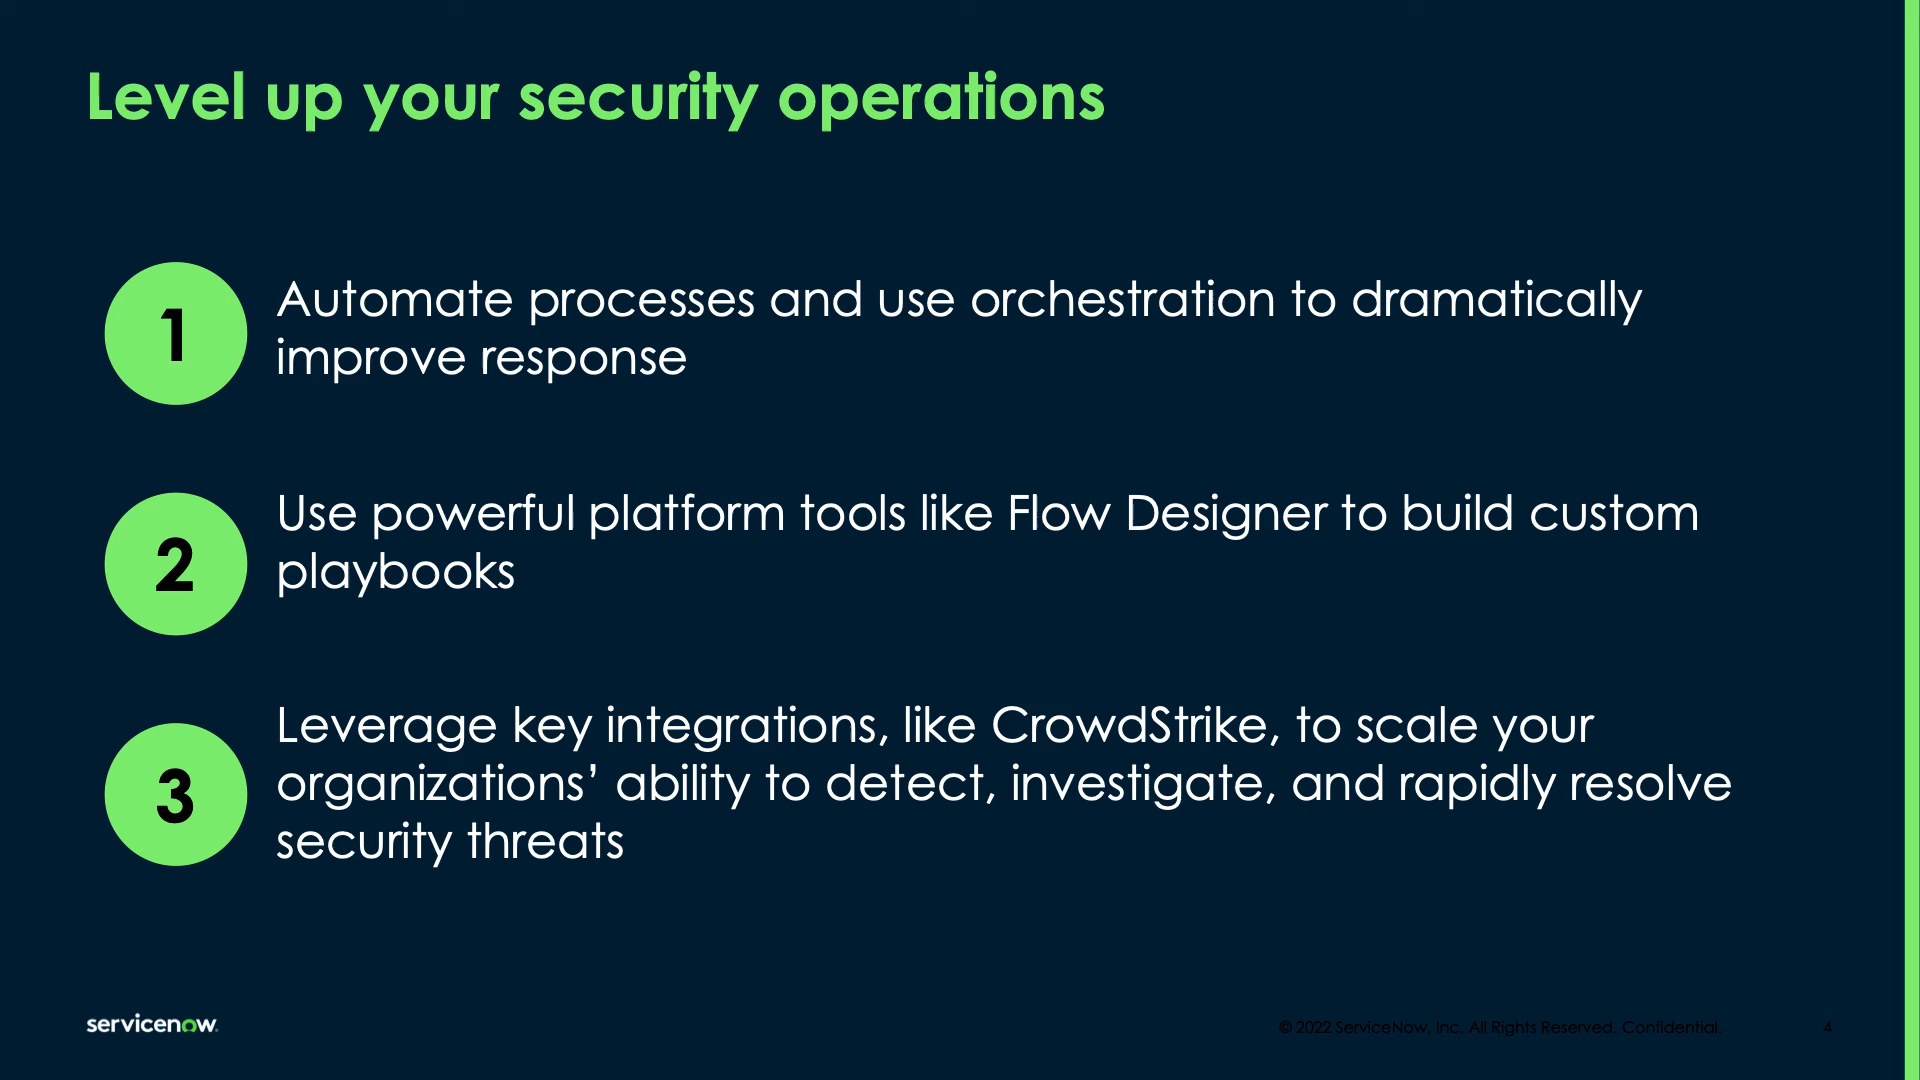 Level up your security operations
1
Automate processes and use orchestration to dramatically
improve response
2
Use powerful platform tools like Flow Designer to build custom
playbooks
3
Leverage key integrations, like CrowdStrike, to scale your
organizations’ ability to detect, investigate, and rapidly resolve
security threats
servicenow.
© 2022 ServiceNow, Inc. All Rights Reserved. Confidential.
4